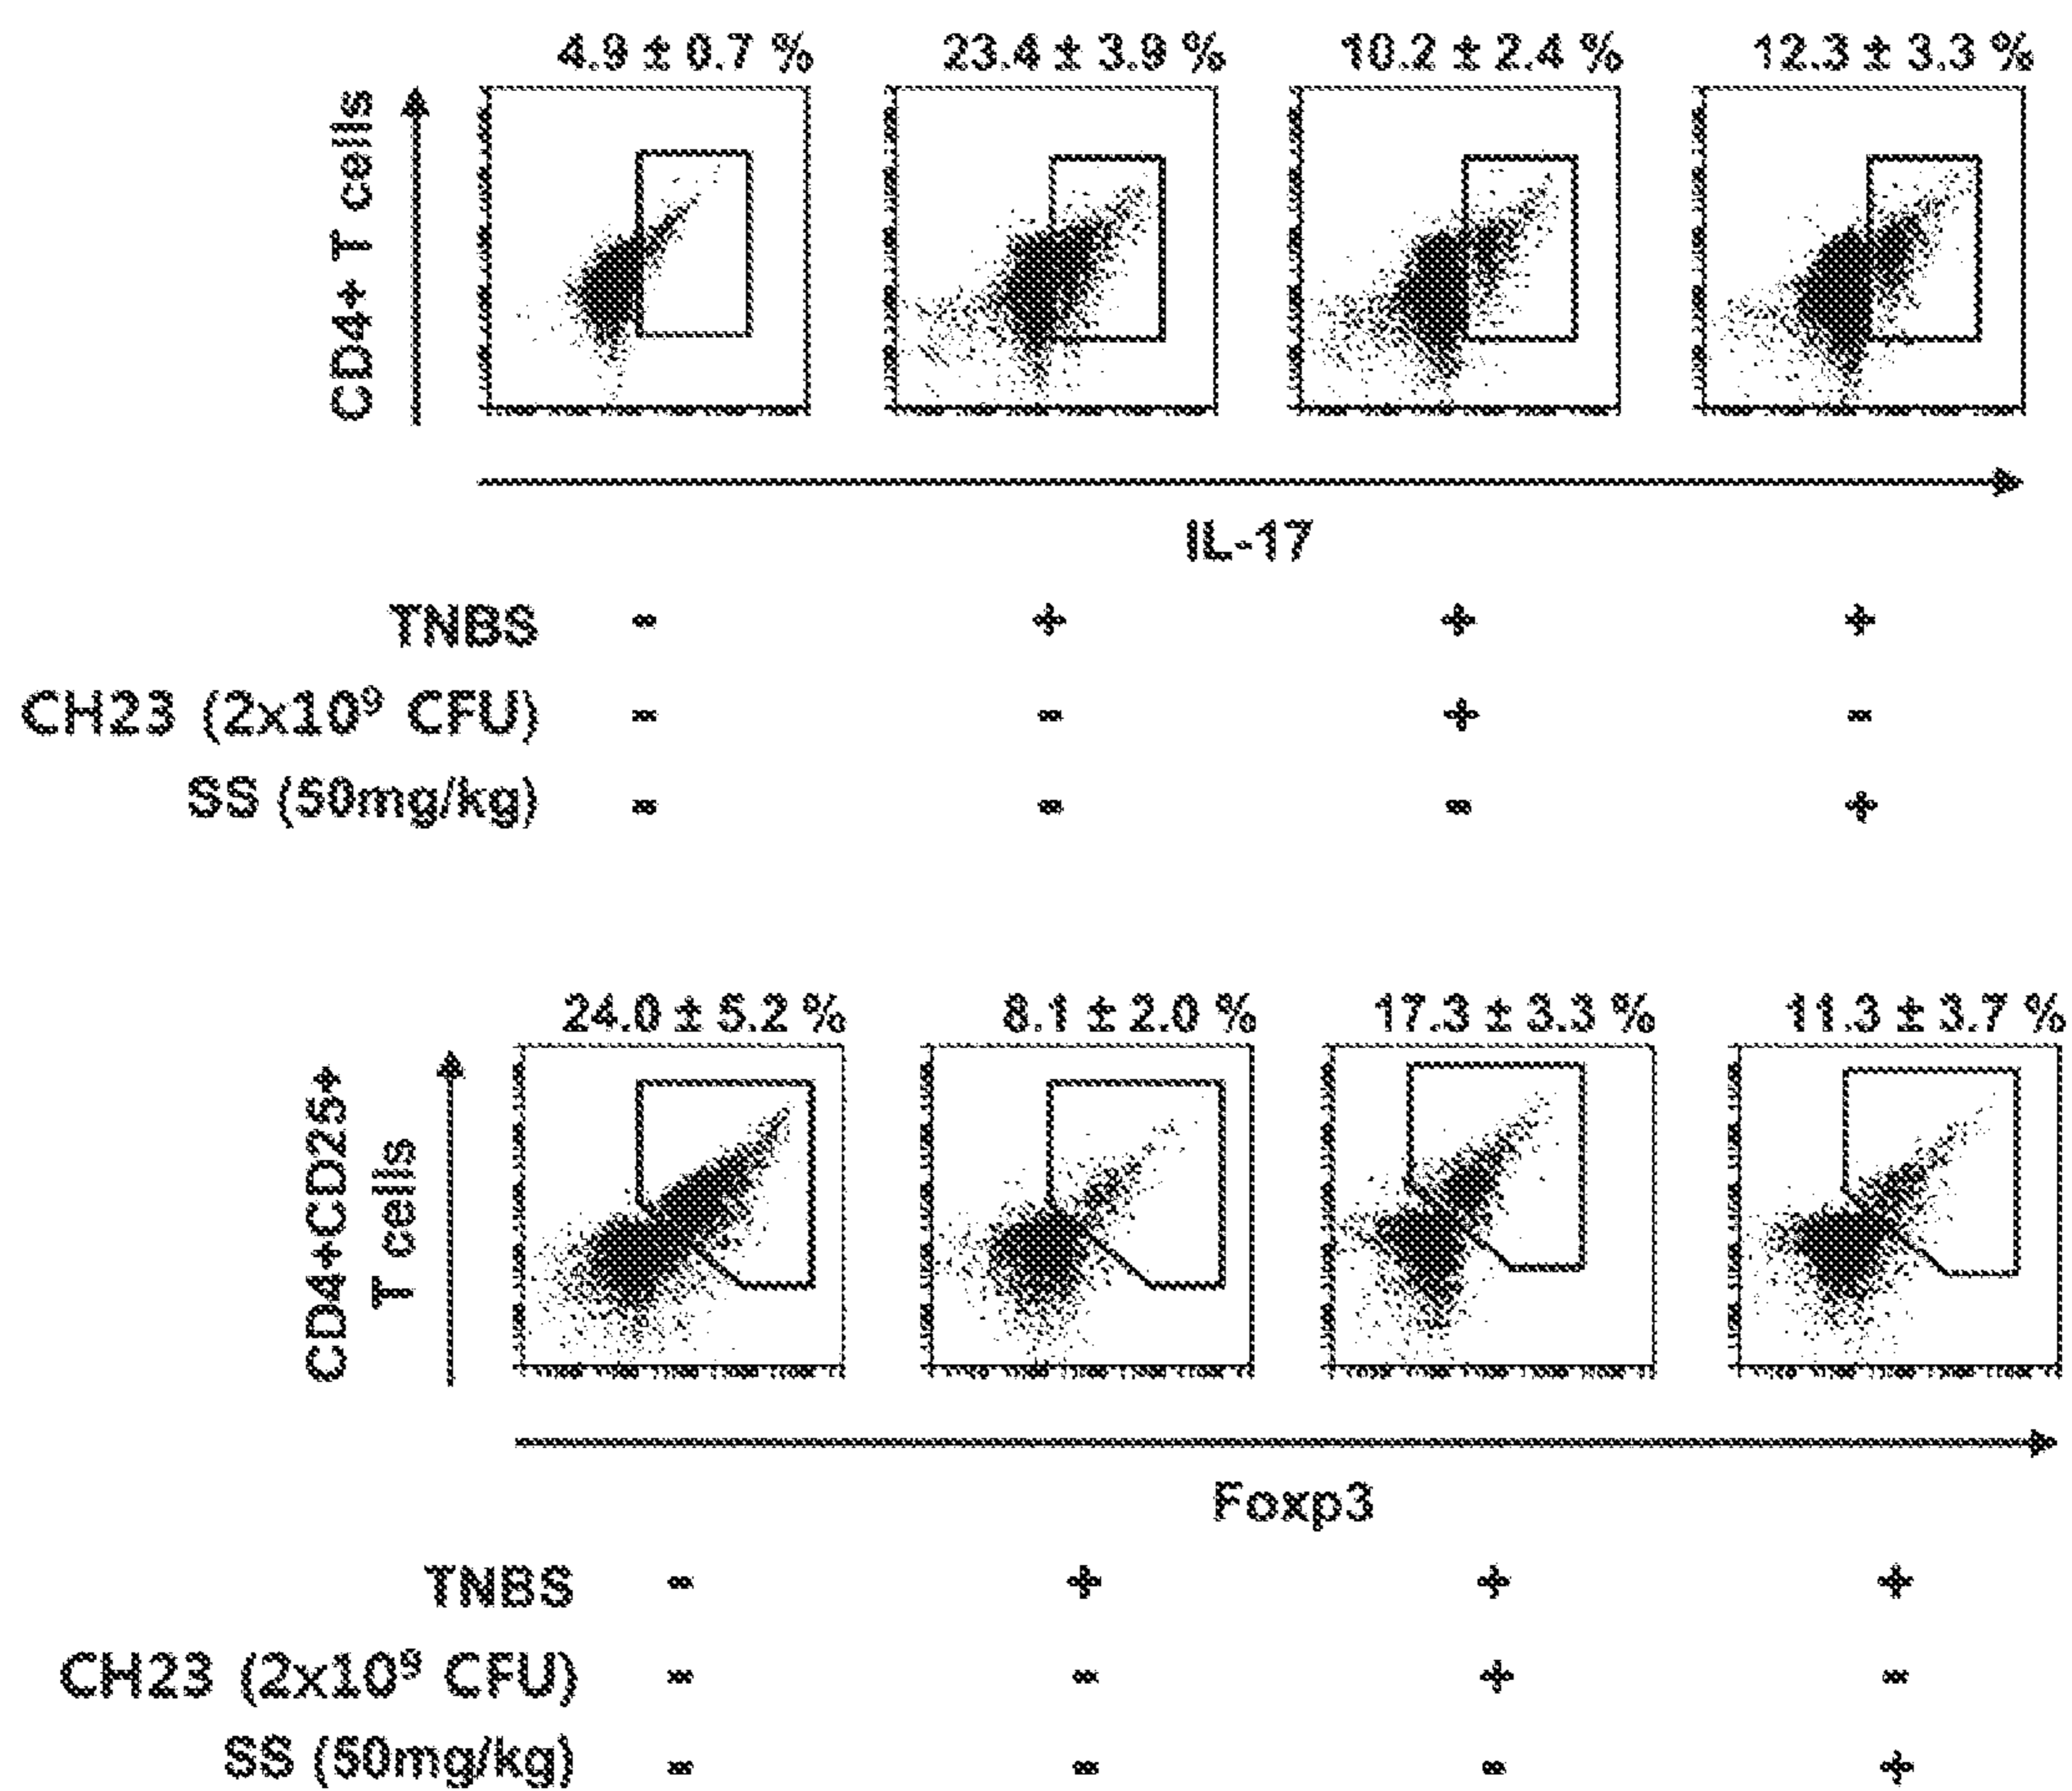 4.9 ± 0.7 % 23.4 ± 3.9 % 10.2 ± 2.4 % 12.3 ± 3.3 %
CD4+ T cells
IL-17
TNBS - + + +
CH23 (2x10⁹ CFU) - - + -
SS (50mg/kg) - - - +
24.0 ± 5.2 % 8.1 ± 2.0 % 17.3 ± 3.3 % 11.3 ± 3.7 %
CD4+CD25+
T cells
Foxp3
TNBS - + + +
CH23 (2x10⁹ CFU) - - + -
SS (50mg/kg) - - - +